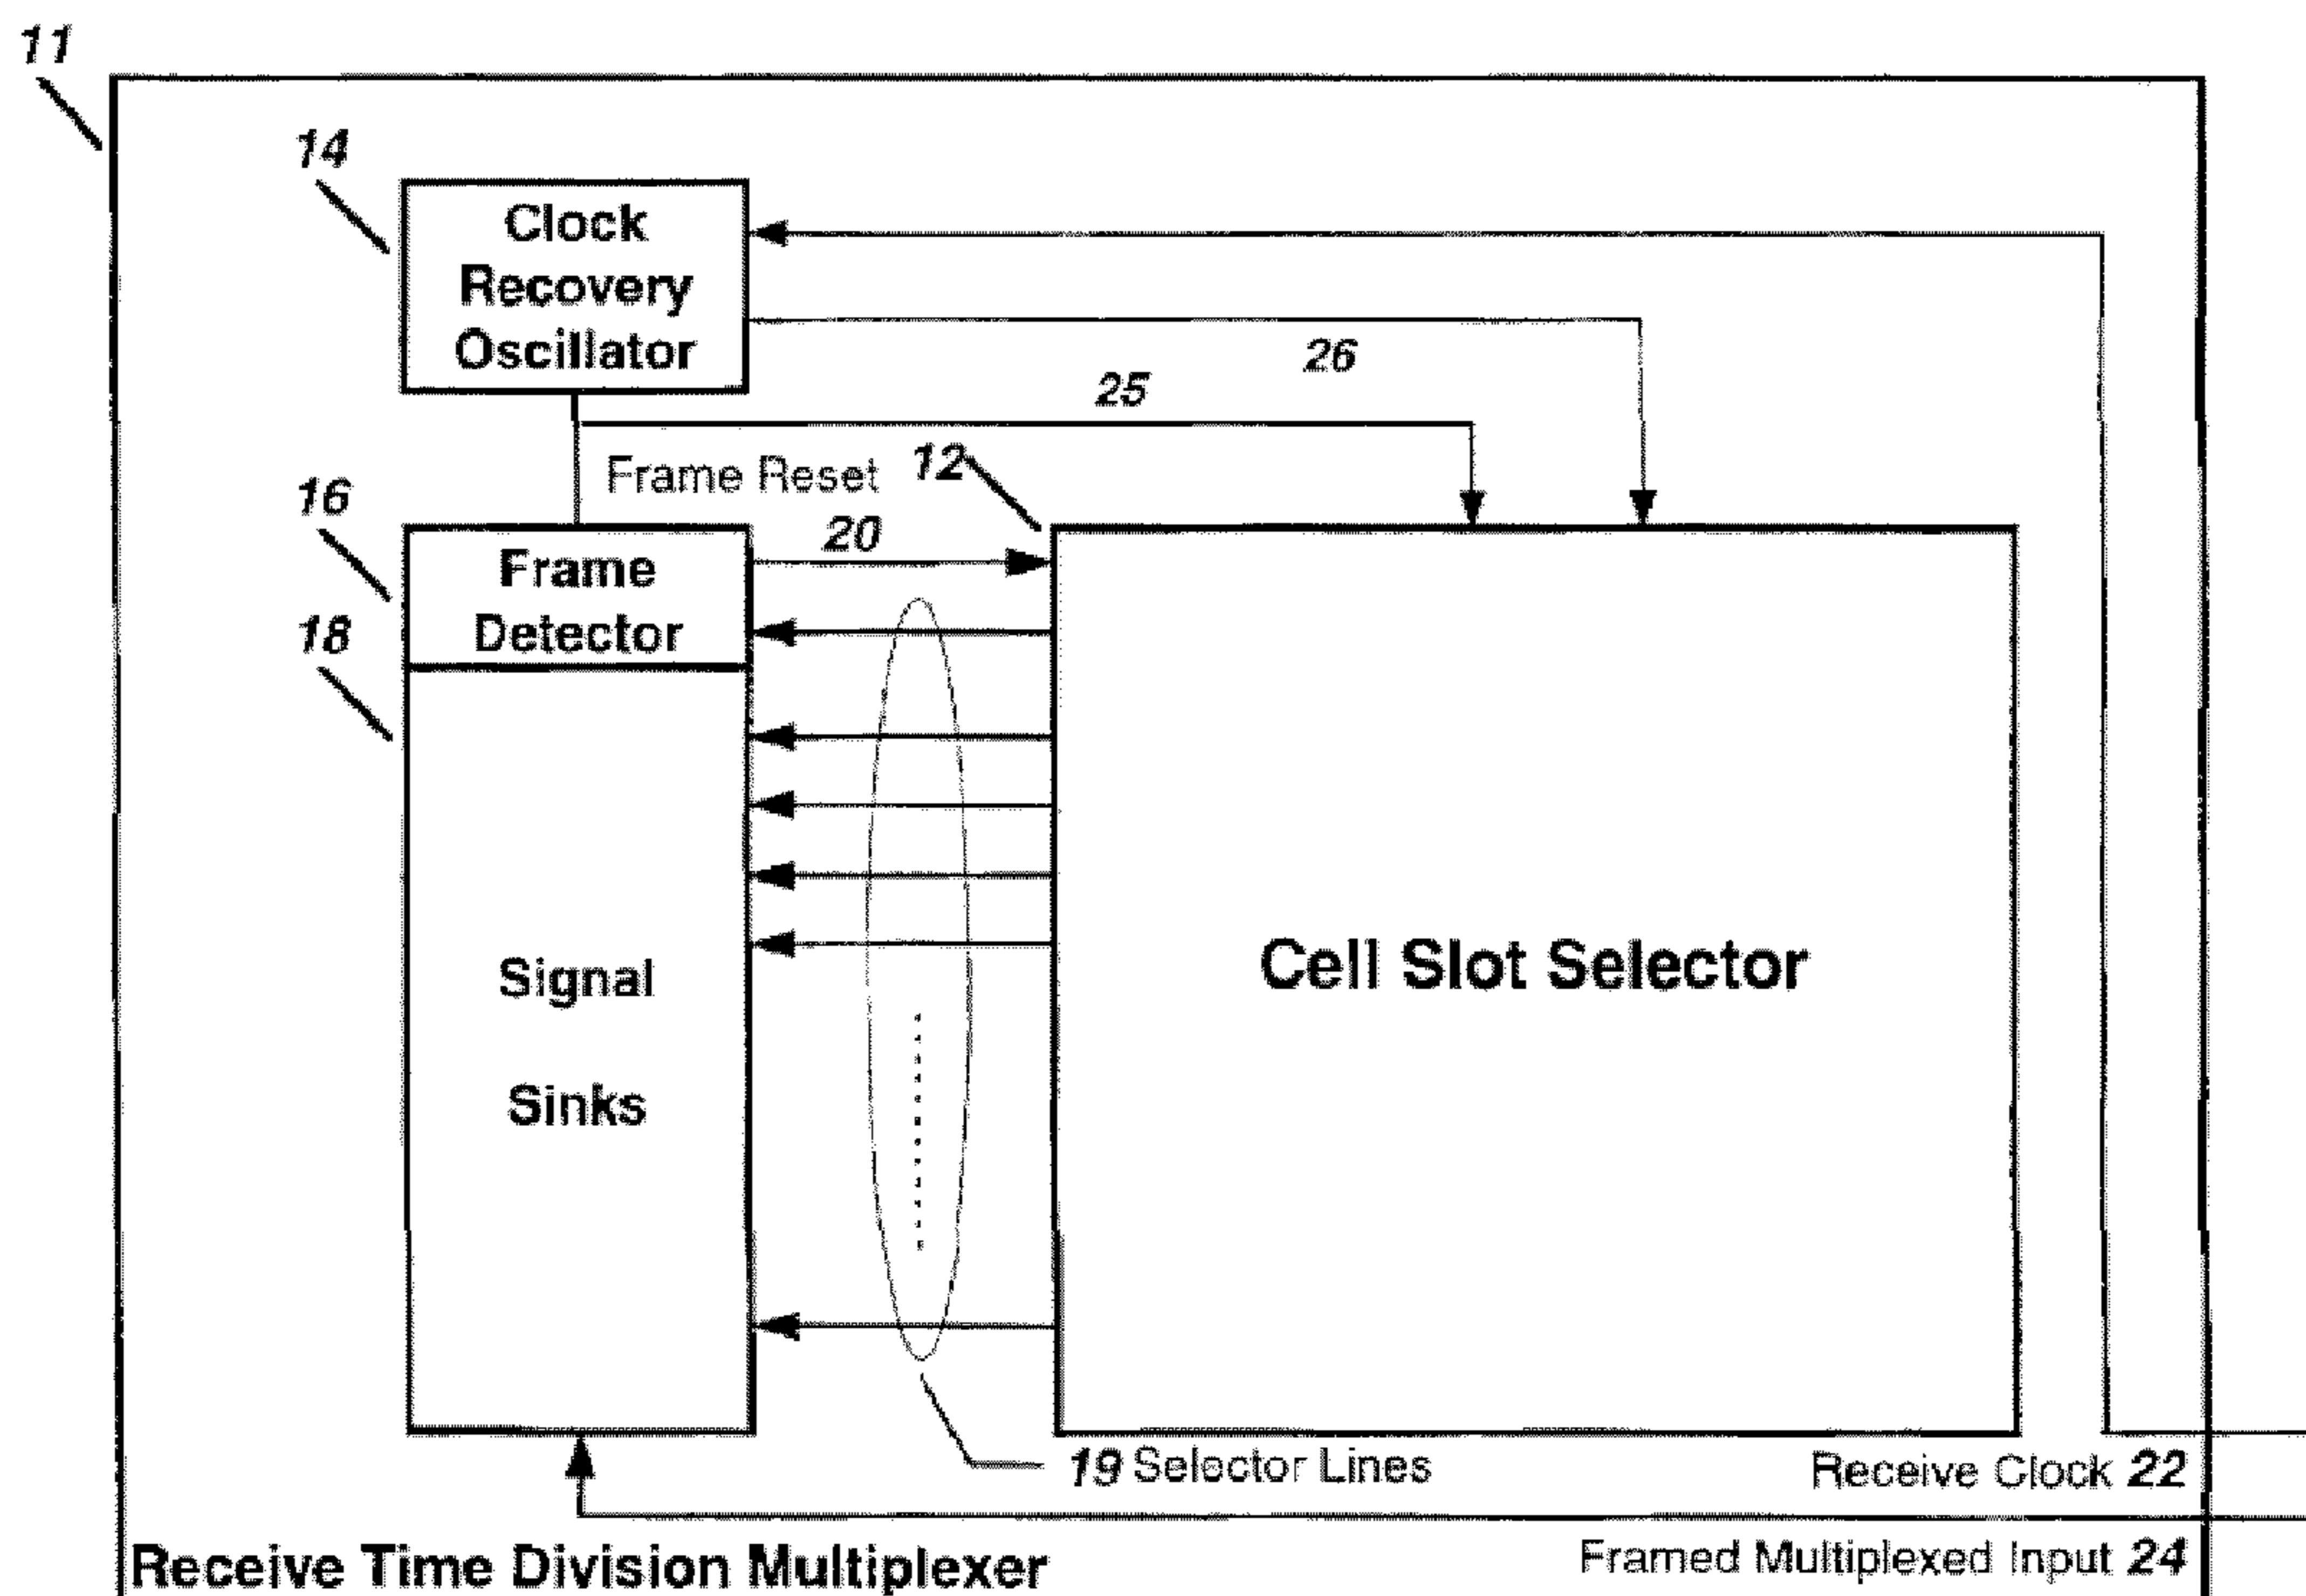 11
14
Clock
Recovery
Oscillator
26
25
Frame Reset
12
16
20
Frame
Detector
18
Cell Slot Selector
Signal
Sinks
19 Selector Lines
Receive Clock 22
Framed Multiplexed Input 24
Receive Time Division Multiplexer